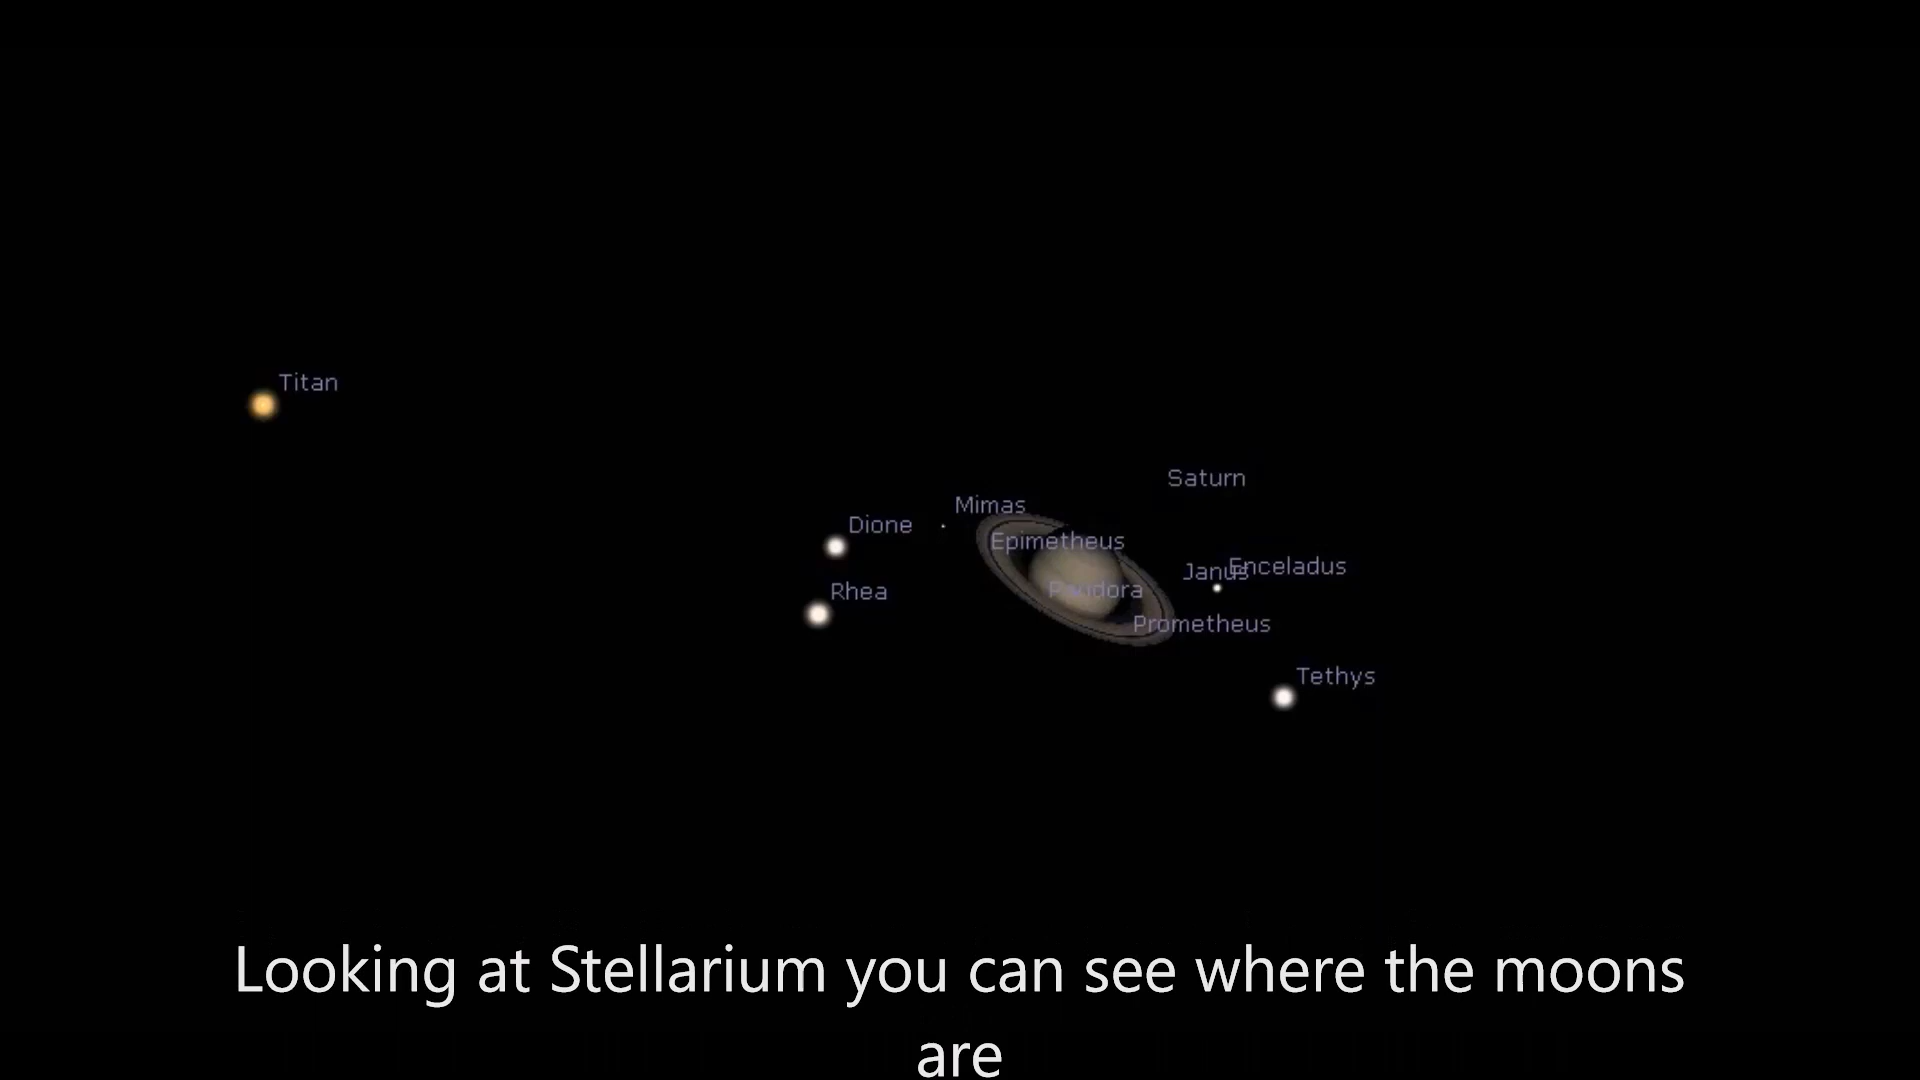 Titan
Saturn
Mimas
Dione
Epimetheus
Janus
Enceladus
Rhea
Pandora
Prometheus
Tethys
Looking at Stellarium you can see where the moons
are